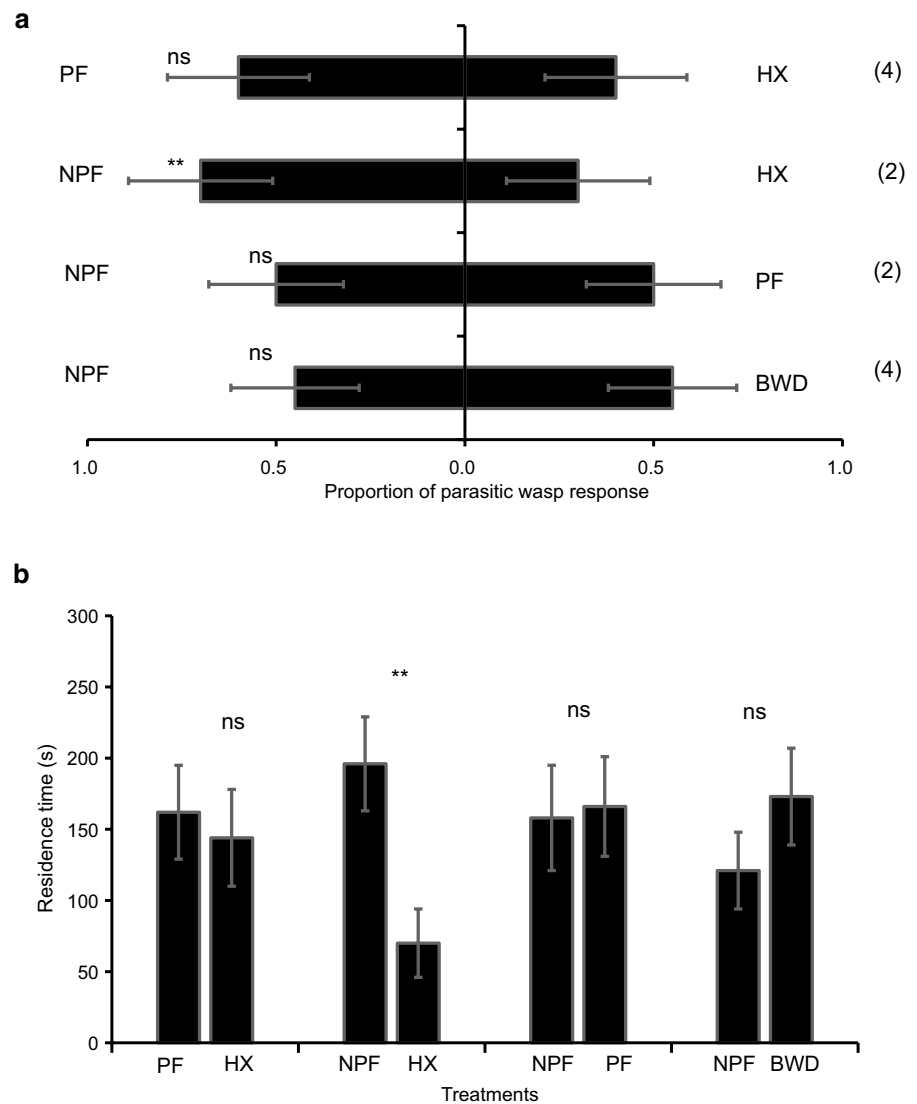 a
PF ns HX (4)
NPF ** HX (2)
NPF ns PF (2)
NPF ns BWD (4)
1.0 0.5 0.0 0.5 1.0
Proportion of parasitic wasp response
b
300
250
200
150
100
50
0
Residence time (s)
ns ** ns ns
PF HX NPF HX NPF PF NPF BWD
Treatments